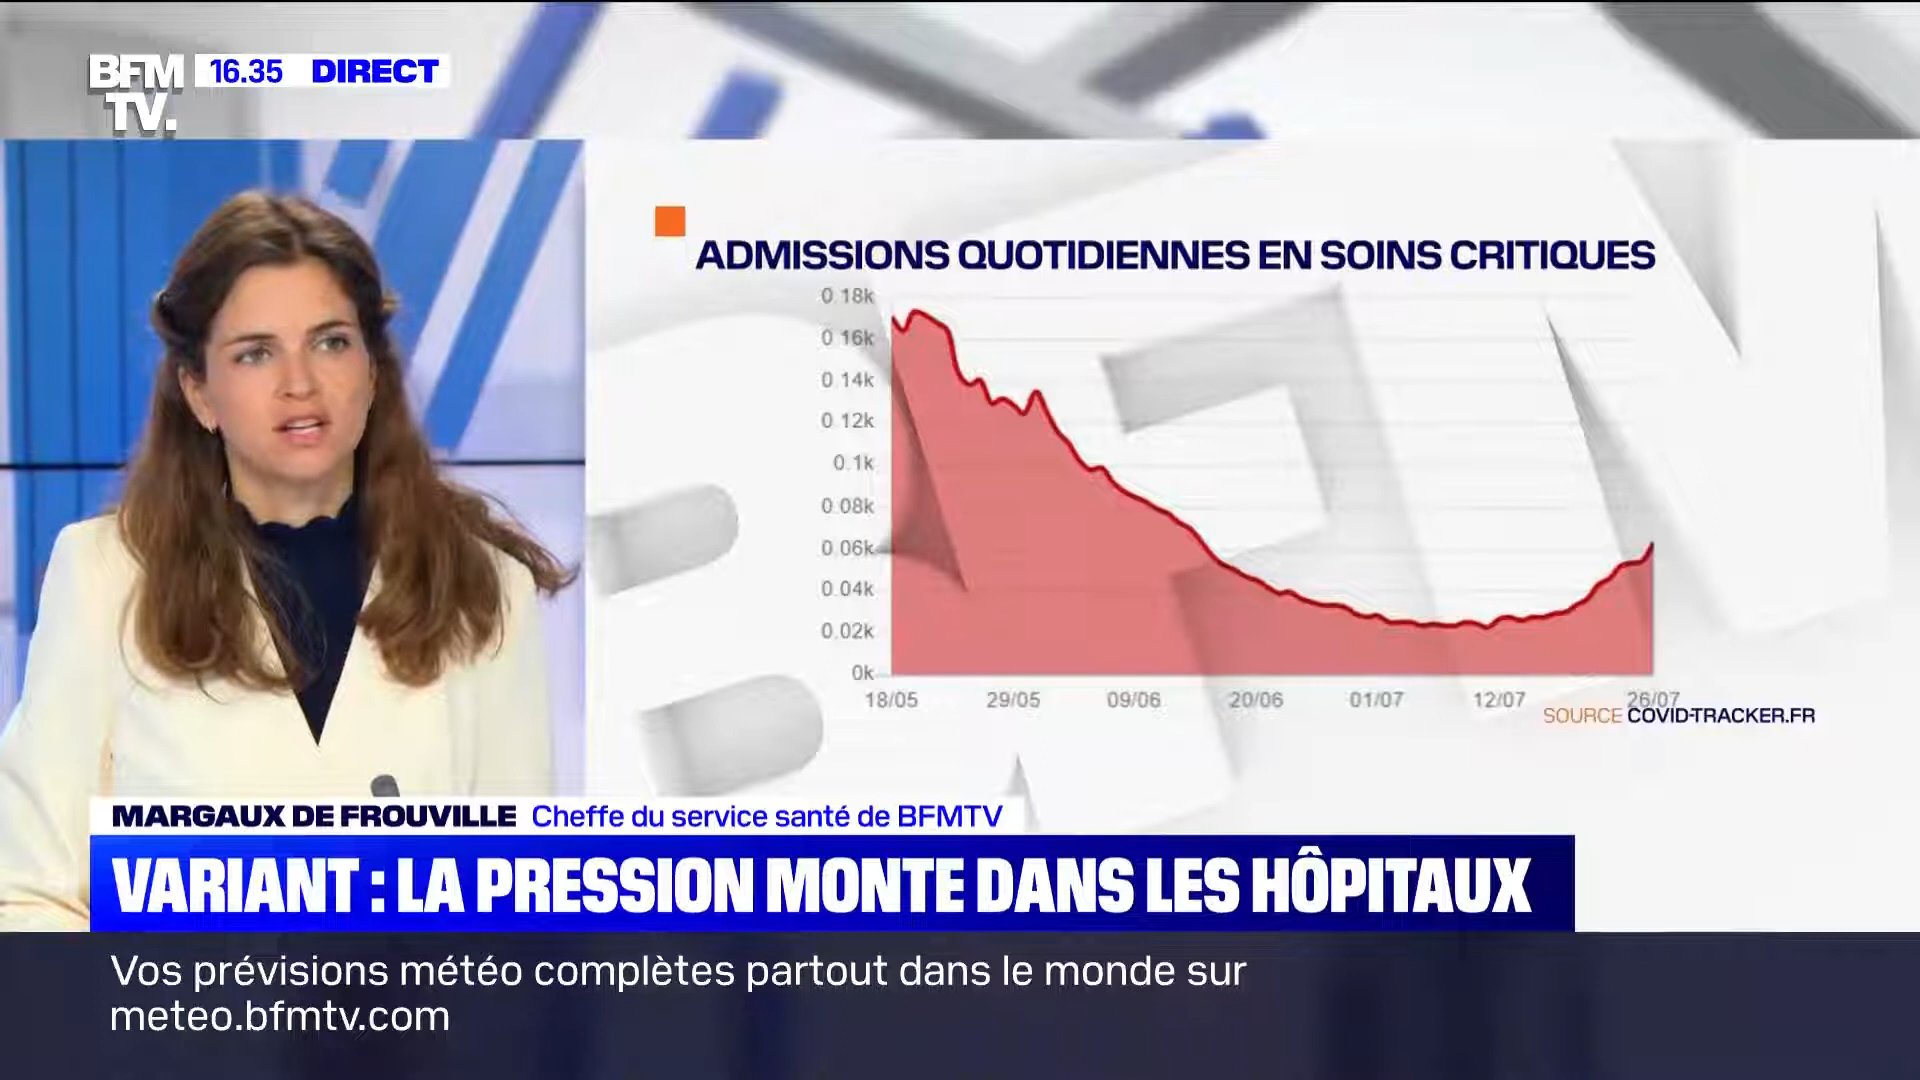 BFM
TV.
16.35 DIRECT
ADMISSIONS QUOTIDIENNES EN SOINS CRITIQUES
0.18k
0.16k
0.14k
0.12k
0.1k
0.08k
0.06k
0.04k
0.02k
0k
18/05 29/05 09/06 20/06 01/07 12/07 26/07
SOURCE COVID-TRACKER.FR
MARGAUX DE FROUVILLE Cheffe du service santé de BFMTV
VARIANT : LA PRESSION MONTE DANS LES HÔPITAUX
Vos prévisions météo complètes partout dans le monde sur
meteo.bfmtv.com